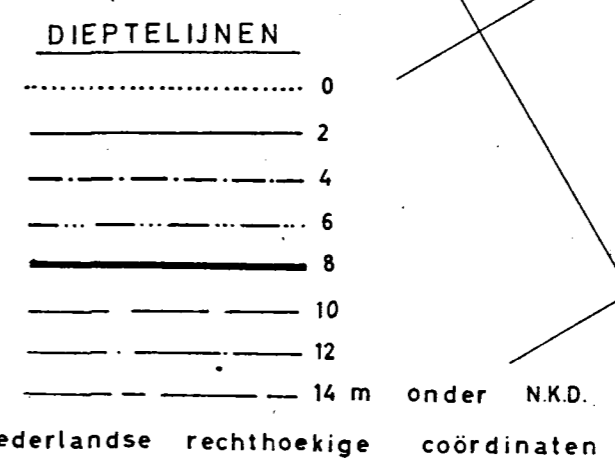 DIEPTELIJNEN
0
2
4
6
8
10
12
14 m onder N.K.D.
ederlandse rechthoekige coördinaten